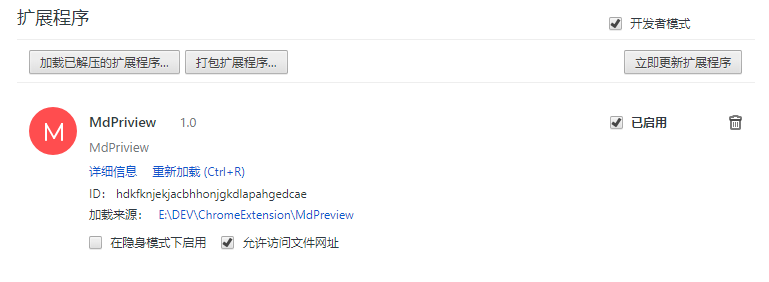 扩展程序
开发者模式
加载已解压的扩展程序... 打包扩展程序... 立即更新扩展程序
M
MdPriview 1.0 已启用
MdPriview
详细信息 重新加载 (Ctrl+R)
ID： hdkfknjekjacbhhonjgkdlapahgedcae
加载来源： E:\DEV\ChromeExtension\MdPreview
在隐身模式下启用 允许访问文件网址